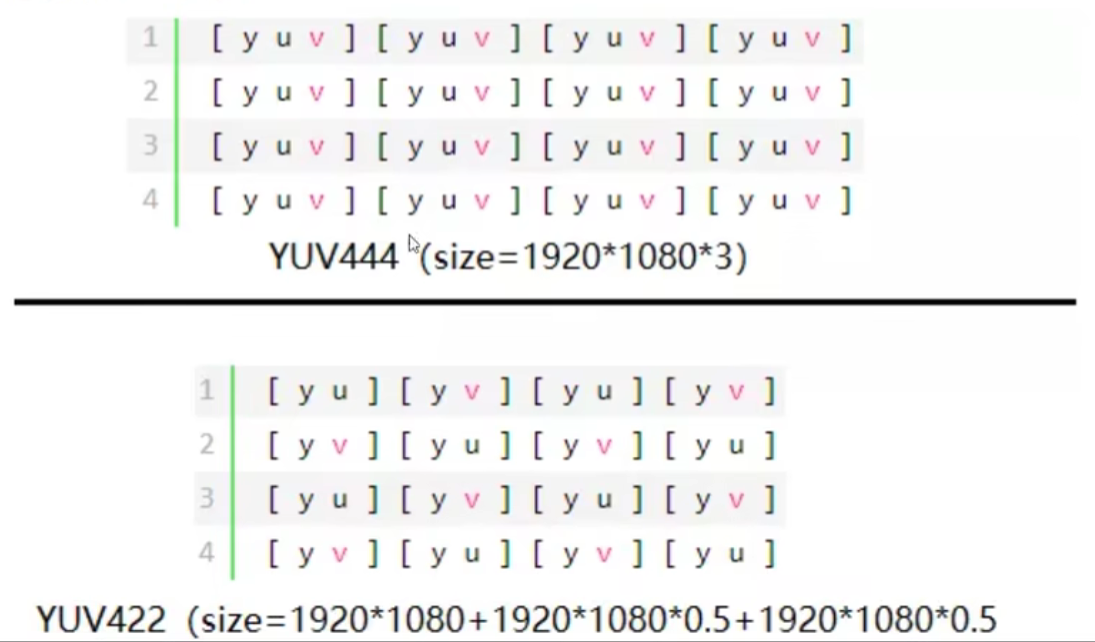 1 [ y u v ] [ y u v ] [ y u v ] [ y u v ]
2 [ y u v ] [ y u v ] [ y u v ] [ y u v ]
3 [ y u v ] [ y u v ] [ y u v ] [ y u v ]
4 [ y u v ] [ y u v ] [ y u v ] [ y u v ]
YUV444 (size=1920*1080*3)
1 [ y u ] [ y v ] [ y u ] [ y v ]
2 [ y v ] [ y u ] [ y v ] [ y u ]
3 [ y u ] [ y v ] [ y u ] [ y v ]
4 [ y v ] [ y u ] [ y v ] [ y u ]
YUV422 (size=1920*1080+1920*1080*0.5+1920*1080*0.5